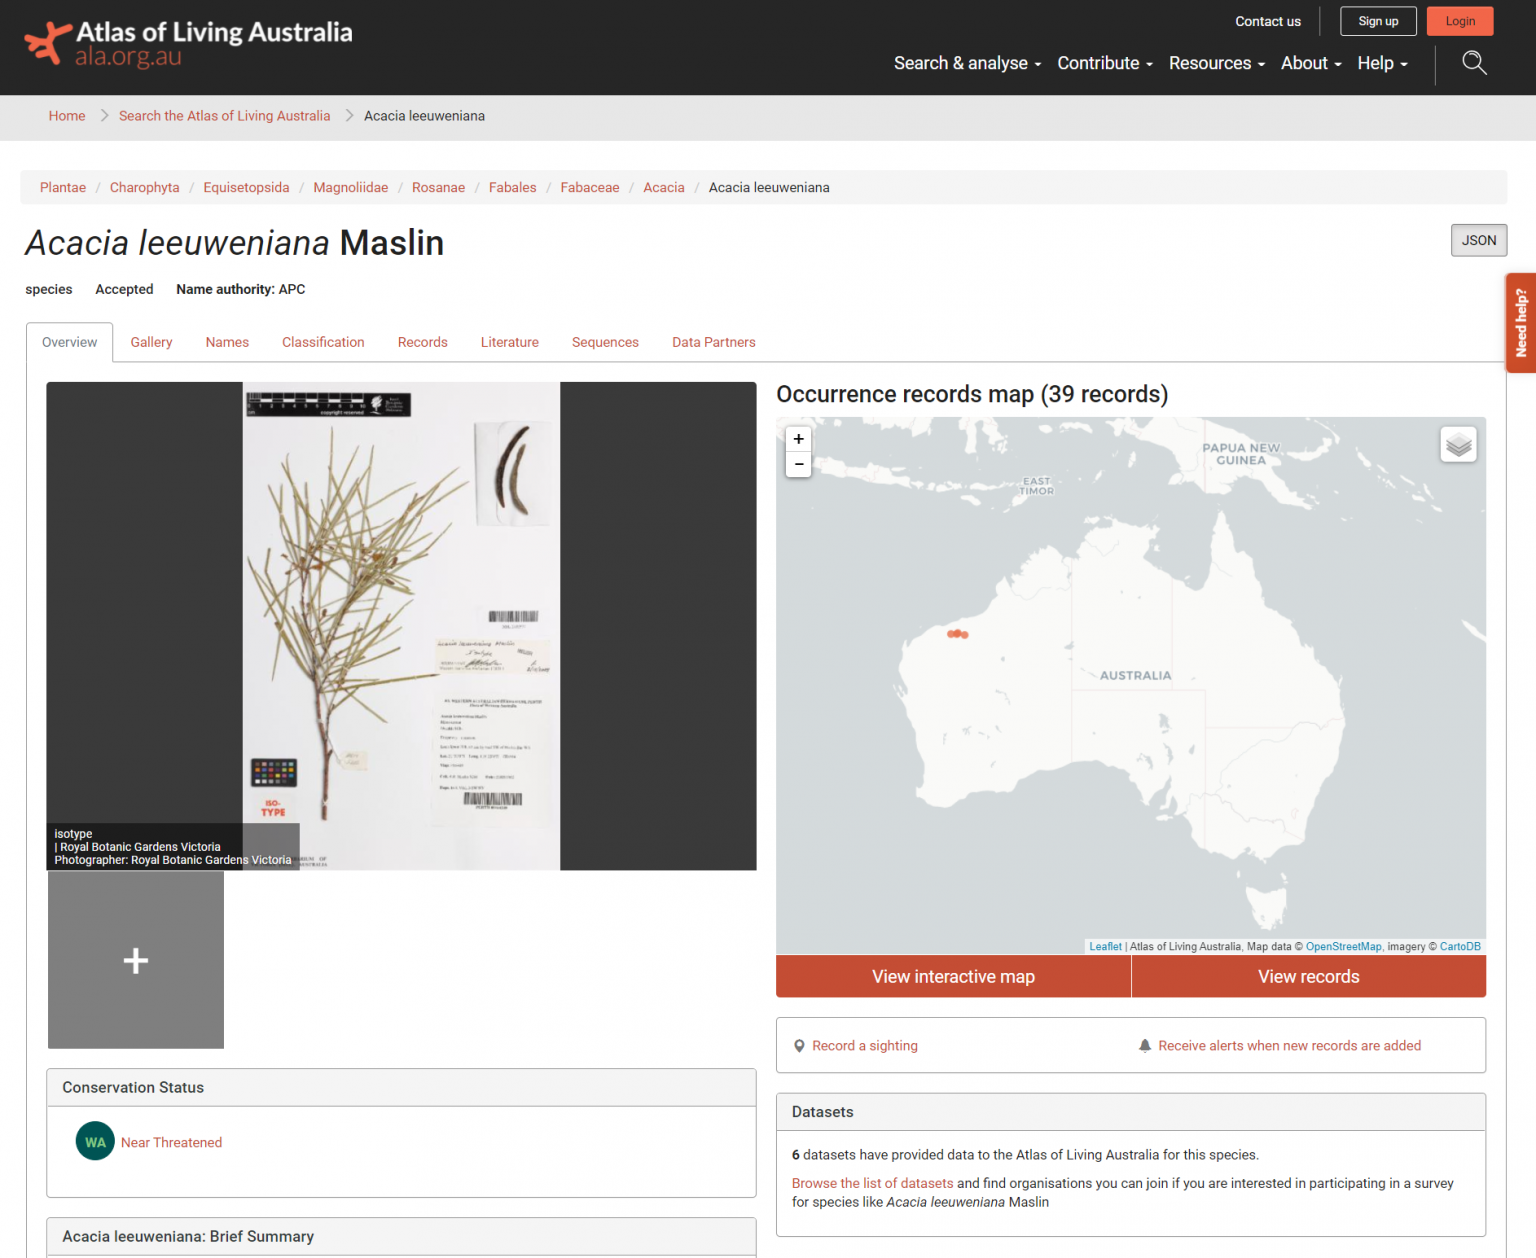 Atlas of Living Australia
ala.org.au
Contact us
Sign up
Login
Search & analyse
Contribute
Resources
About
Help
Home
Search the Atlas of Living Australia
Acacia leeuweniana
Plantae / Charophyta / Equisetopsida / Magnoliidae / Rosanae / Fabales / Fabaceae / Acacia / Acacia leeuweniana
Acacia leeuweniana Maslin
JSON
species Accepted Name authority: APC
Need help?
Overview
Gallery
Names
Classification
Records
Literature
Sequences
Data Partners
copyright reserved
ISO-
TYPE
isotype
| Royal Botanic Gardens Victoria
Photographer: Royal Botanic Gardens Victoria
+
Conservation Status
WA Near Threatened
Acacia leeuweniana: Brief Summary
Occurrence records map (39 records)
+
−
PAPUA NEW
GUINEA
EAST
TIMOR
AUSTRALIA
Leaflet | Atlas of Living Australia, Map data © OpenStreetMap, imagery © CartoDB
View interactive map
View records
Record a sighting
Receive alerts when new records are added
Datasets
6 datasets have provided data to the Atlas of Living Australia for this species.
Browse the list of datasets and find organisations you can join if you are interested in participating in a survey
for species like Acacia leeuweniana Maslin